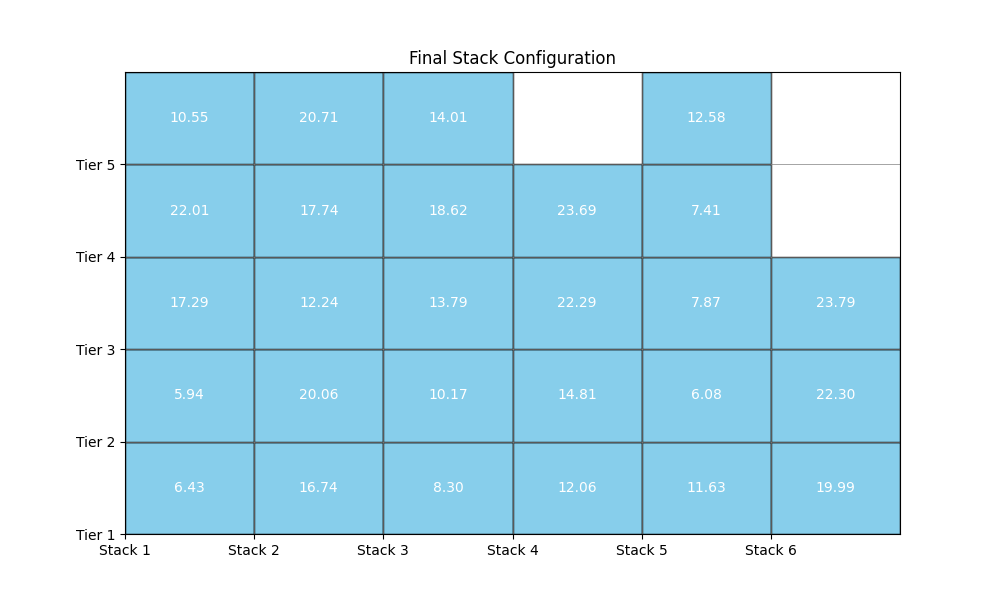 Final Stack Configuration
10.55 20.71 14.01 12.58
Tier 5
22.01 17.74 18.62 23.69 7.41
Tier 4
17.29 12.24 13.79 22.29 7.87 23.79
Tier 3
5.94 20.06 10.17 14.81 6.08 22.30
Tier 2
6.43 16.74 8.30 12.06 11.63 19.99
Tier 1
Stack 1 Stack 2 Stack 3 Stack 4 Stack 5 Stack 6